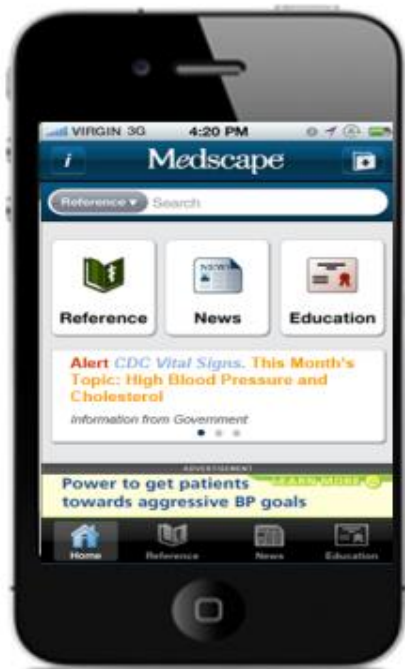 VIRGIN 3G 4:20 PM
i Medscape
Reference ▾ Search
NEWS
Reference News Education
Alert CDC Vital Signs. This Month's
Topic: High Blood Pressure and
Cholesterol
Information from Government
ADVERTISEMENT
Power to get patients LEARN MORE
towards aggressive BP goals
Home Reference News Education